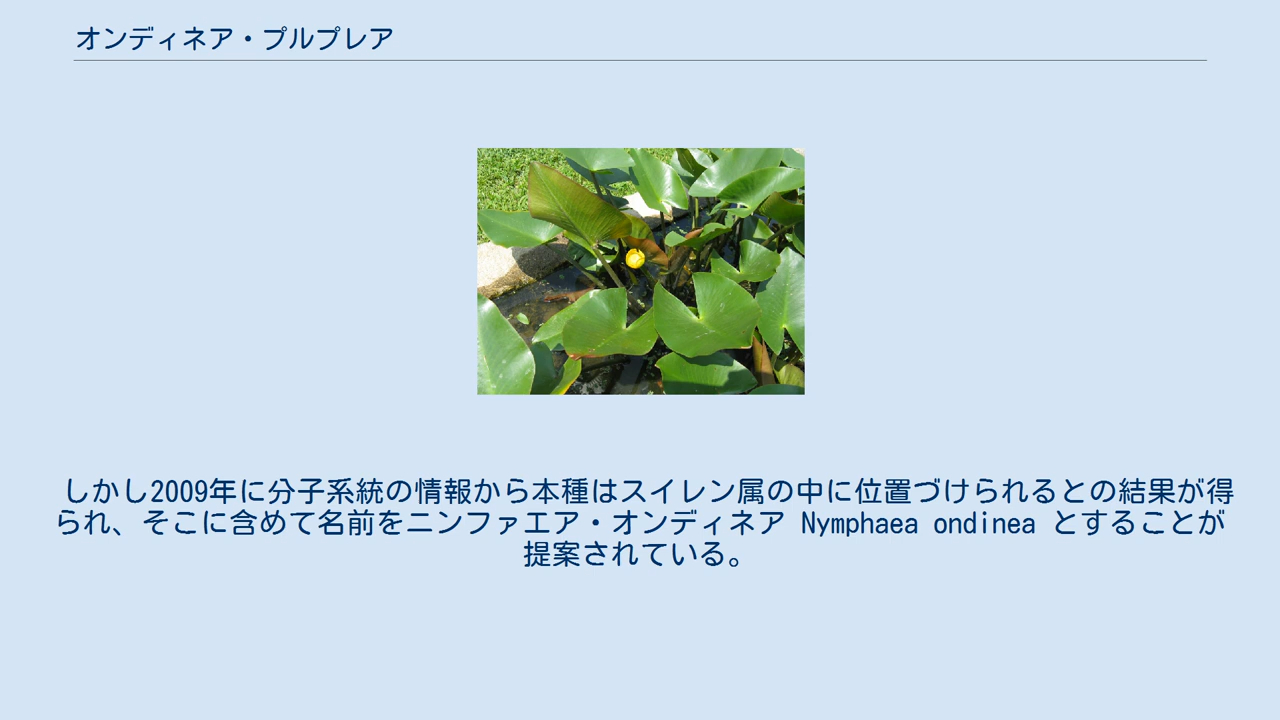 オンディネア・プルプレア
しかし2009年に分子系統の情報から本種はスイレン属の中に位置づけられるとの結果が得
られ、そこに含めて名前をニンファエア・オンディネア Nymphaea ondinea とすることが
提案されている。